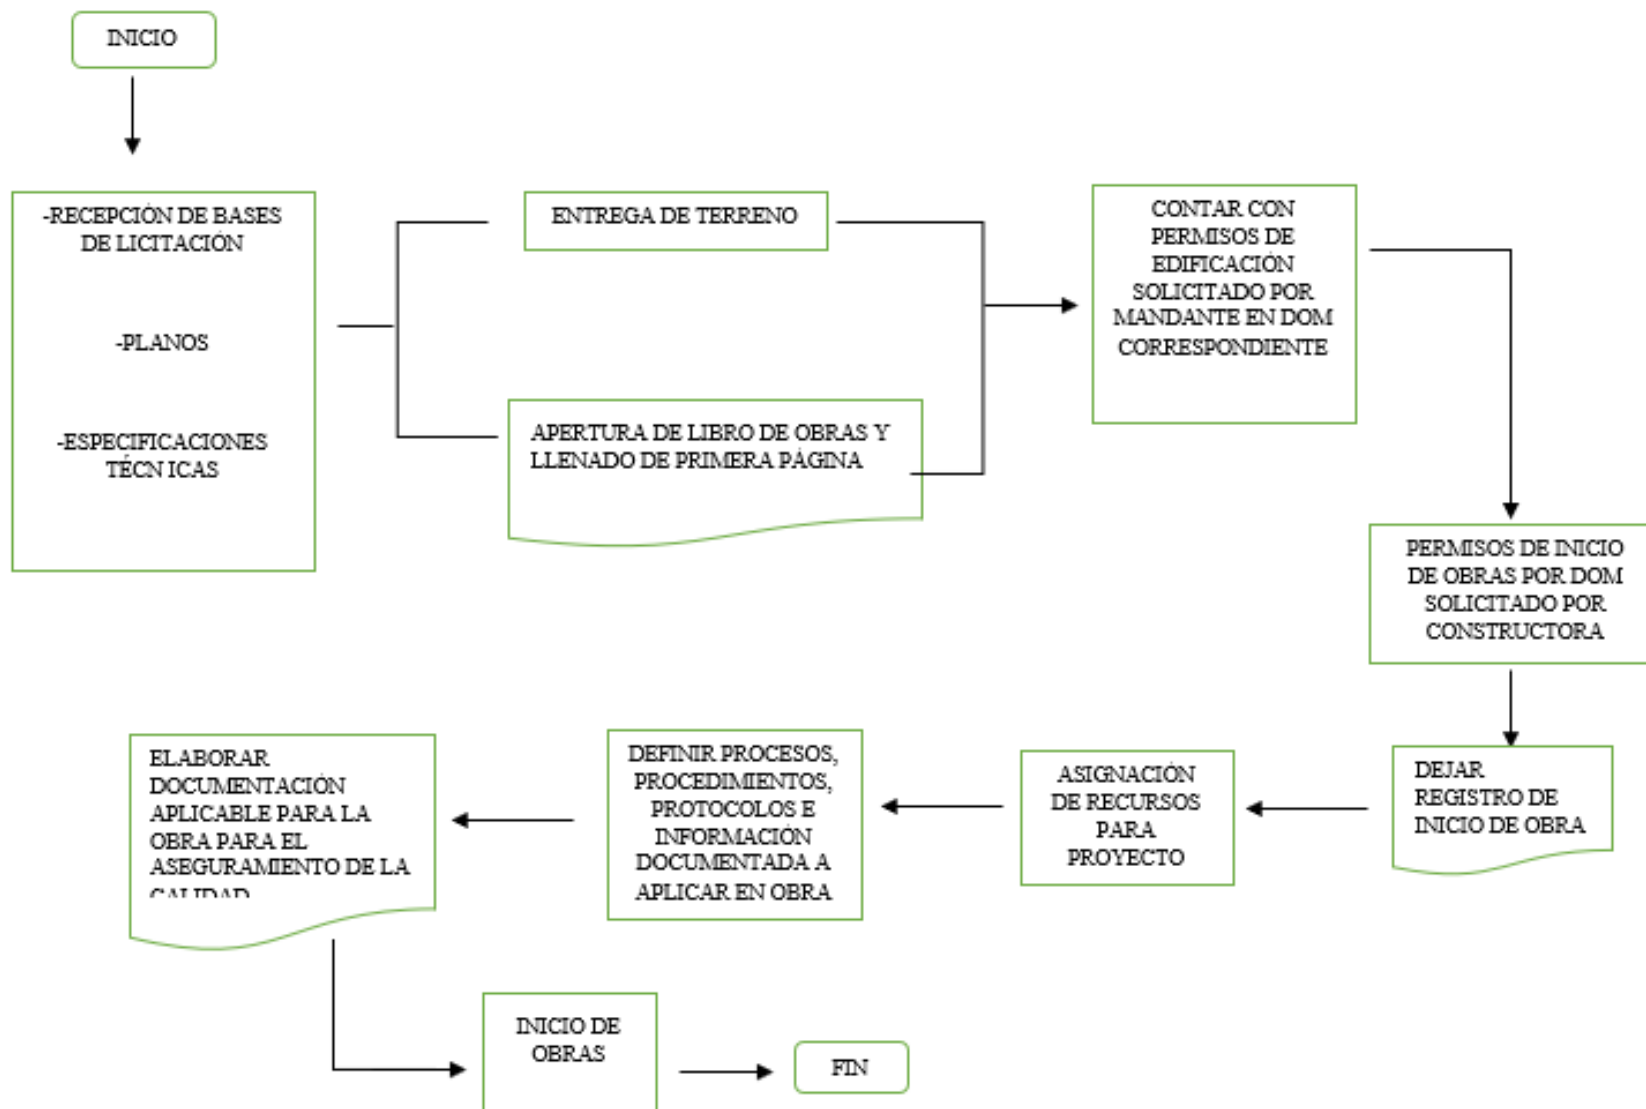 INICIO
-RECEPCIÓN DE BASES
DE LICITACIÓN
-PLANOS
-ESPECIFICACIONES
TÉCN ICAS
ENTREGA DE TERRENO
APERTURA DE LIBRO DE OBRAS Y
LLENADO DE PRIMERA PÁGINA
CONTAR CON
PERMISOS DE
EDIFICACIÓN
SOLICITADO POR
MANDANTE EN DOM
CORRESPONDIENTE
PERMISOS DE INICIO
DE OBRAS POR DOM
SOLICITADO POR
CONSTRUCTORA
DEJAR
REGISTRO DE
INICIO DE OBRA
ASIGNACIÓN
DE RECURSOS
PARA
PROYECTO
DEFINIR PROCESOS,
PROCEDIMIENTOS,
PROTOCOLOS E
INFORMACIÓN
DOCUMENTADA A
APLICAR EN OBRA
ELABORAR
DOCUMENTACIÓN
APLICABLE PARA LA
OBRA PARA EL
ASEGURAMIENTO DE LA
CALIDAD
INICIO DE
OBRAS
FIN